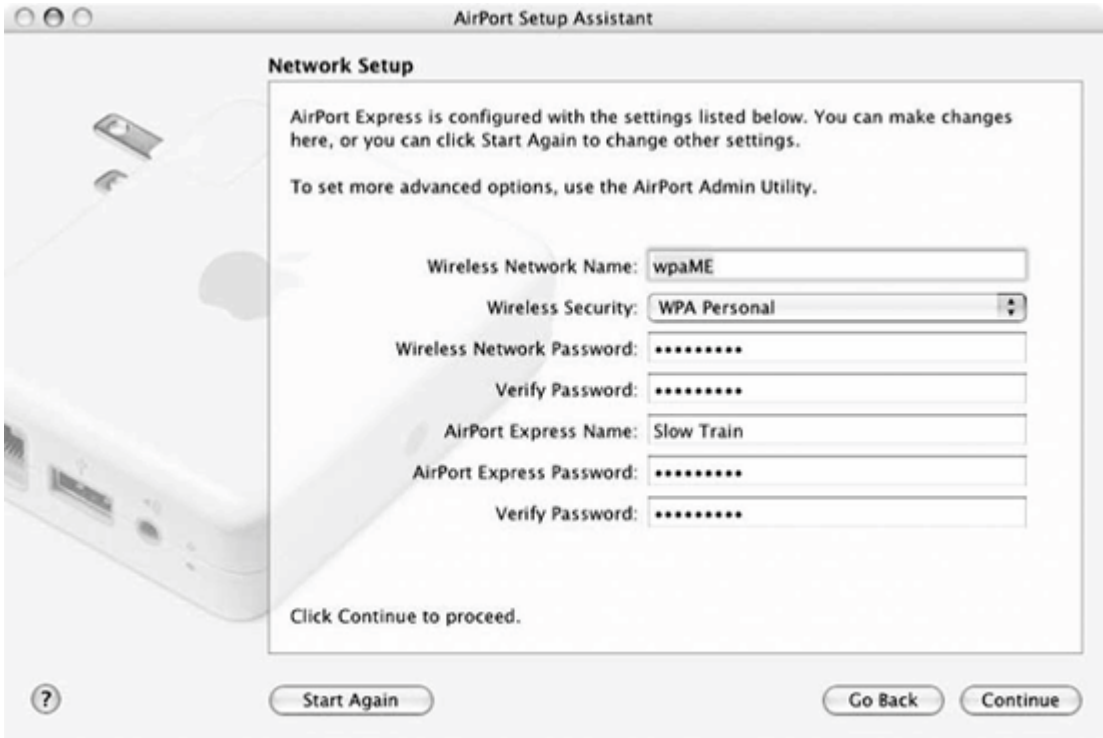 AirPort Setup Assistant
Network Setup
AirPort Express is configured with the settings listed below. You can make changes
here, or you can click Start Again to change other settings.
To set more advanced options, use the AirPort Admin Utility.
Wireless Network Name: wpaME
Wireless Security: WPA Personal
Wireless Network Password: •••••••••
Verify Password: •••••••••
AirPort Express Name: Slow Train
AirPort Express Password: •••••••••
Verify Password: •••••••••
Click Continue to proceed.
? Start Again Go Back Continue